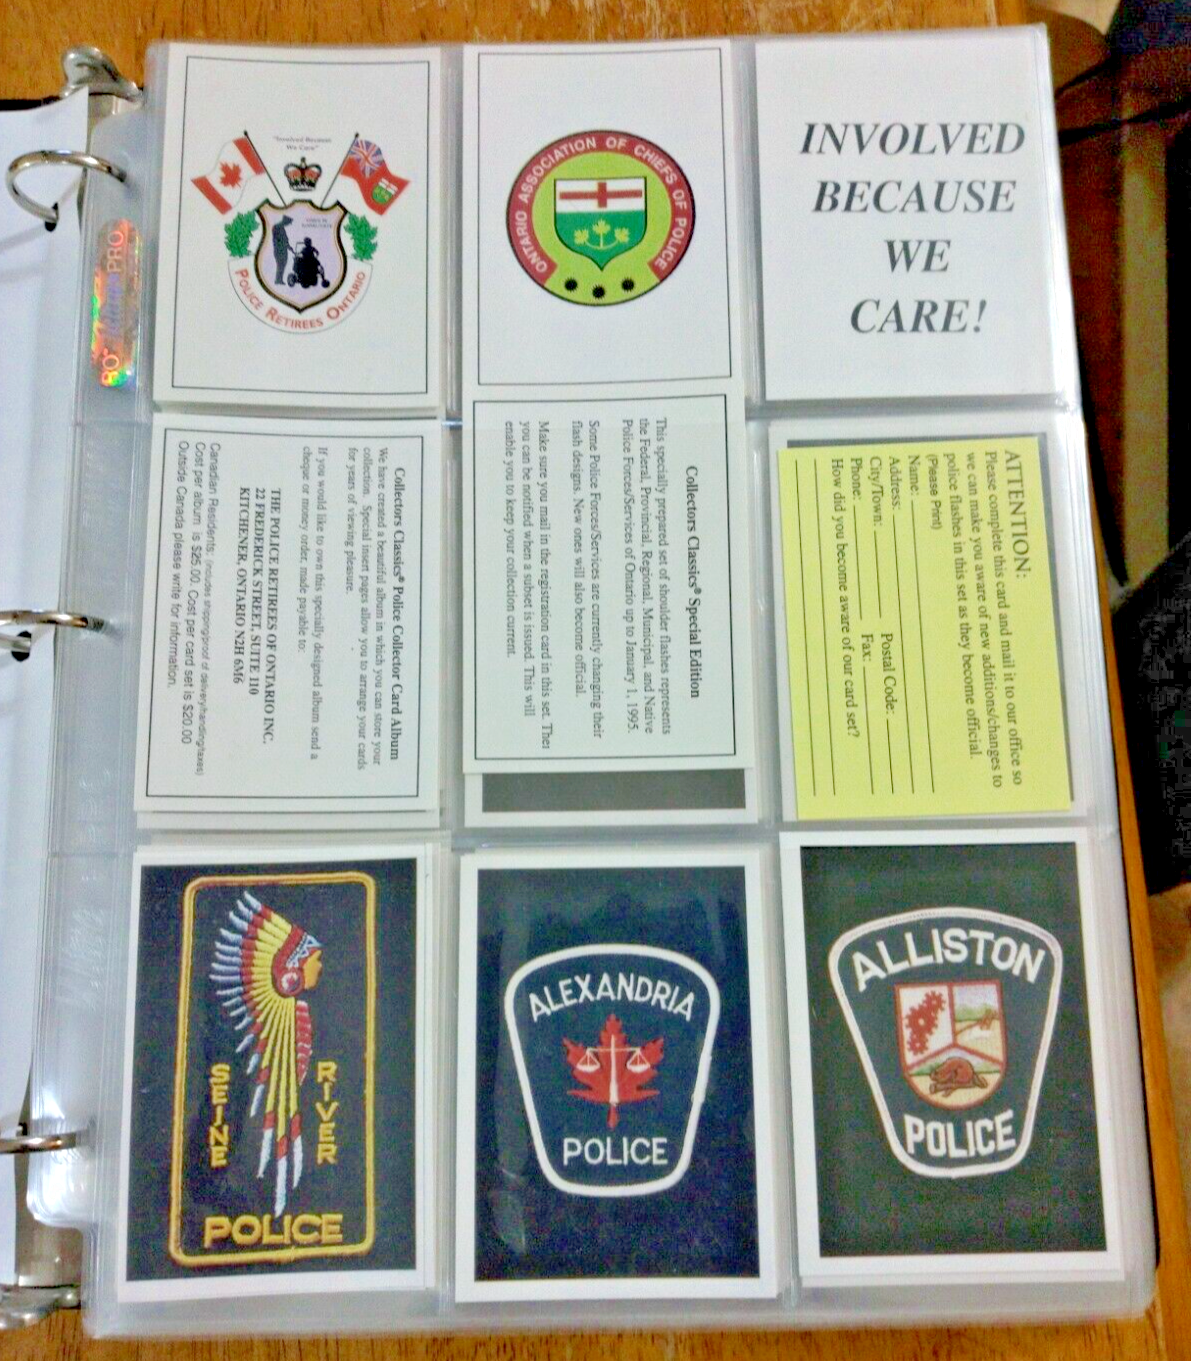 "Involved Because
We Care"
POLICE RETIREES ONTARIO
ONTARIO ASSOCIATION OF CHIEFS OF POLICE
INVOLVED
BECAUSE
WE
CARE!
PRO
Collectors Classics® Police Collector Card Album
We have created a beautiful album in which you can store your
collection. Special insert pages allow you to arrange your cards
for years of viewing pleasure.
If you would like to own this specially designed album send a
cheque or money order, made payable to:
THE POLICE RETIREES OF ONTARIO INC.
22 FREDERICK STREET, SUITE 110
KITCHENER, ONTARIO N2H 6M6
Canadian Residents: (includes shipping/proof of delivery/handling/taxes)
Cost per album is $25.00. Cost per card set is $20.00
Outside Canada please write for information.
Collectors Classics® Special Edition
This specially prepared set of shoulder flashes represents
the Federal, Provincial, Regional, Municipal, and Native
Police Forces/Services of Ontario up to January 1, 1995.
Some Police Forces/Services are currently changing their
flash designs. New ones will also become official.
Make sure you mail in the registration card in this set. Then
you can be notified when a subset is issued. This will
enable you to keep your collection current.
ATTENTION:
Please complete this card and mail it to our office so
we can make you aware of new additions/changes to
police flashes in this set as they become official.
(Please Print)
Name:
Address:
City/Town: Postal Code:
Phone: Fax:
How did you become aware of our card set?
SEINE
RIVER
POLICE
ALEXANDRIA
POLICE
ALLISTON
POLICE